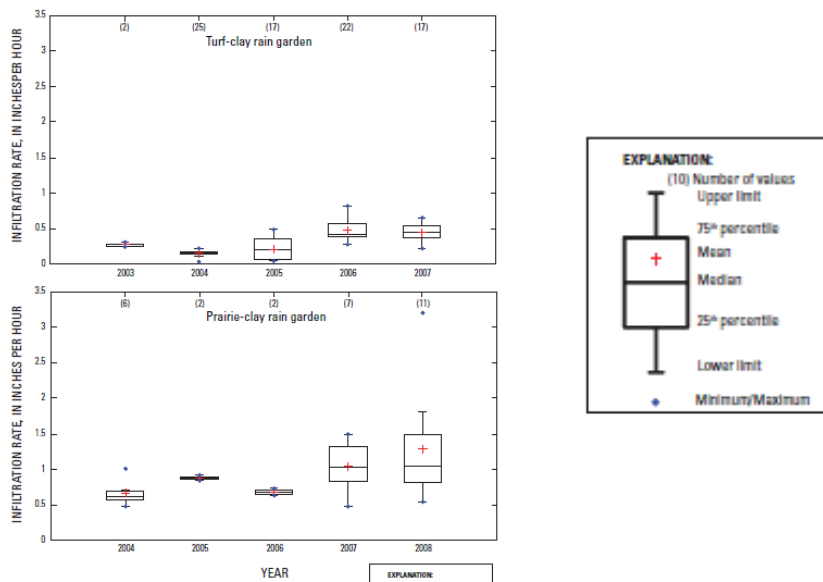 INFILTRATION RATE, IN INCHESPER HOUR
3.5
3
2.5
2
1.5
1
0.5
0
(2) (25) (17) (22) (17)
Turf-clay rain garden
2003 2004 2005 2006 2007
INFILTRATION RATE, IN INCHES PER HOUR
3.5
3
2.5
2
1.5
1
0.5
0
(6) (2) (2) (7) (11)
Prairie-clay rain garden
2004 2005 2006 2007 2008
YEAR
EXPLANATION:
EXPLANATION:
(10) Number of values
Upper limit
75th percentile
Mean
Median
25th percentile
Lower limit
Minimum/Maximum